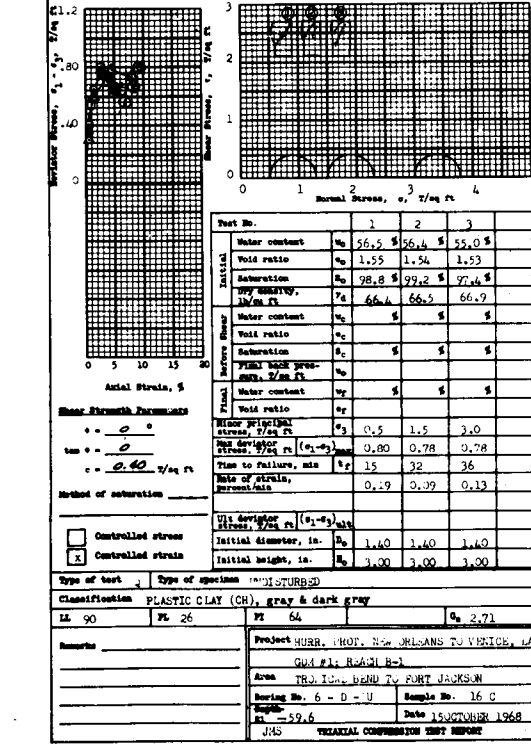 1.2
.80
.40
0
Deviator Stress, σ1 - σ3, T/sq ft
0 5 10 15 20
Axial Strain, %
3
2
1
0
Shear Stress, τ, T/sq ft
0 1 2 3 4
Normal Stress, σ, T/sq ft
Shear Strength Parameters
φ = 0 °
tan φ = 0
c = 0.40 T/sq ft
Method of saturation
Controlled stress
x Controlled strain
Test No. 1 2 3
Initial
Water content w0 56.5 % 56.4 % 55.0 %
Void ratio e0 1.55 1.54 1.53
Saturation S0 98.8 % 99.2 % 97.4 %
Dry density, lb/cu ft γd 66.4 66.5 66.9
Before Shear
Water content wc % % %
Void ratio ec
Saturation Sc % % %
Final back pressure, T/sq ft u0
Final
Water content wf % % %
Void ratio ef
Minor principal stress, T/sq ft σ3 0.5 1.5 3.0
Max deviator stress, T/sq ft (σ1-σ3)max 0.80 0.78 0.78
Time to failure, min tf 15 32 36
Rate of strain, percent/min 0.19 0.09 0.13
Ult deviator stress, T/sq ft (σ1-σ3)ult
Initial diameter, in. D0 1.40 1.40 1.40
Initial height, in. H0 3.00 3.00 3.00
Type of test Type of specimen UNDISTURBED
Classification PLASTIC CLAY (CH), gray & dark gray
LL 90 PL 26 PI 64 Gs 2.71
Remarks
Project HURR. PROT. NEW ORLEANS TO VENICE, LA
GDM #1; REACH B-1
Area TROPICAL BEND TO FORT JACKSON
Boring No. 6 - D - U Sample No. 16 C
Depth El -59.6 Date 15 OCTOBER 1968
JMS TRIAXIAL COMPRESSION TEST REPORT